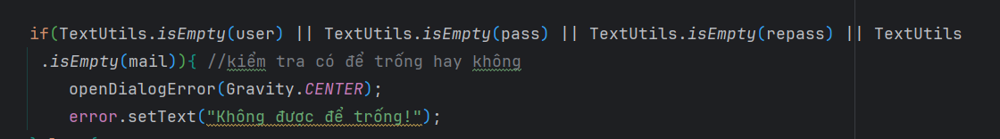 if(TextUtils.isEmpty(user) || TextUtils.isEmpty(pass) || TextUtils.isEmpty(repass) || TextUtils
.isEmpty(mail)){ //kiểm tra có để trống hay không
openDialogError(Gravity.CENTER);
error.setText("Không được để trống!");